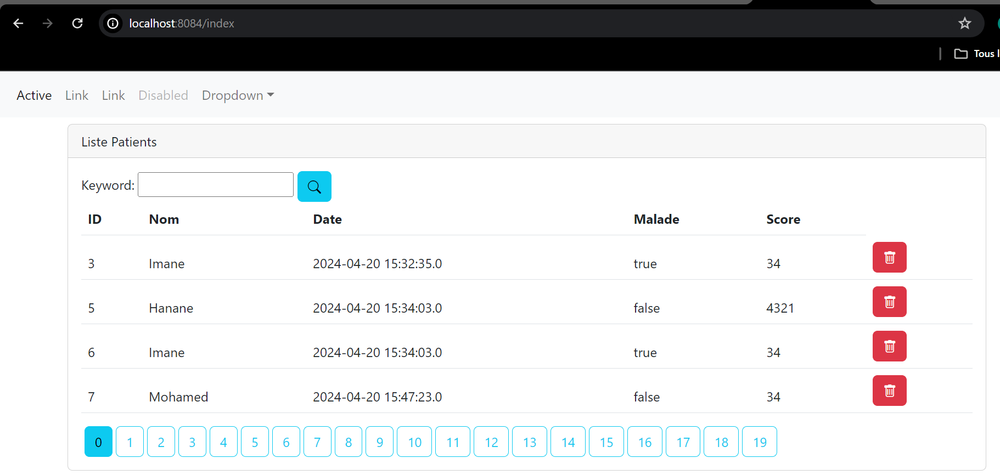 localhost:8084/index
Tous l
Active Link Link Disabled Dropdown
Liste Patients
Keyword:
ID Nom Date Malade Score
3 Imane 2024-04-20 15:32:35.0 true 34
5 Hanane 2024-04-20 15:34:03.0 false 4321
6 Imane 2024-04-20 15:34:03.0 true 34
7 Mohamed 2024-04-20 15:47:23.0 false 34
0 1 2 3 4 5 6 7 8 9 10 11 12 13 14 15 16 17 18 19